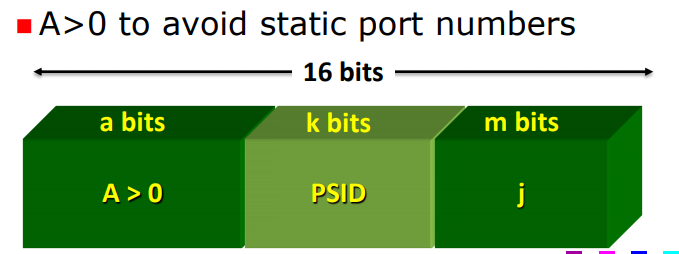 A>0 to avoid static port numbers
16 bits
a bits k bits m bits
A > 0 PSID j